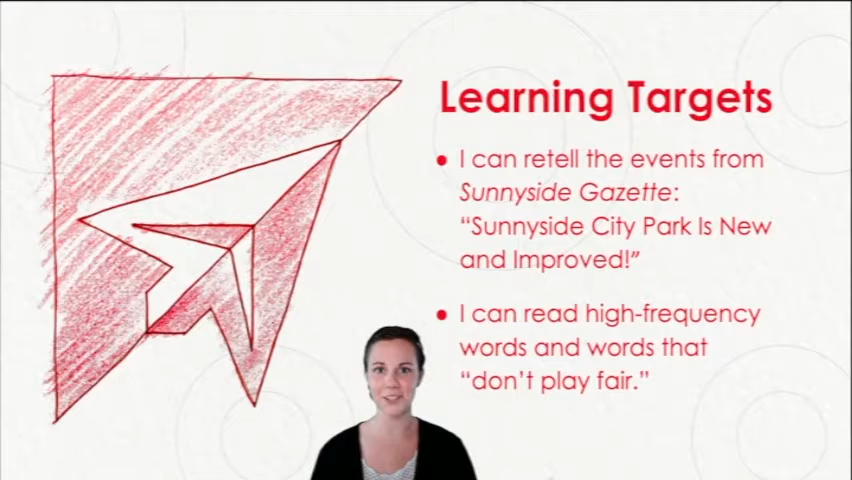 Learning Targets
● I can retell the events from
Sunnyside Gazette:
“Sunnyside City Park Is New
and Improved!”
● I can read high-frequency
words and words that
“don’t play fair.”